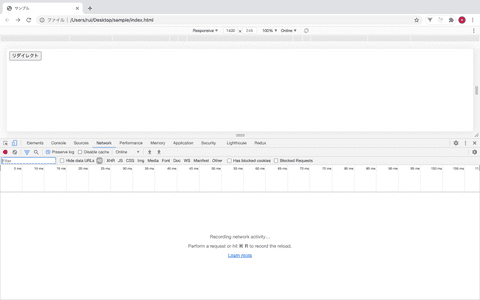 サンプル
ファイル | /Users/rui/Desktop/sample/index.html
Responsive 1400 × 246 100% Online
リダイレクト
Elements Console Sources Network Performance Memory Application Security Lighthouse Redux
Preserve log Disable cache Online
Filter Hide data URLs All XHR JS CSS Img Media Font Doc WS Manifest Other Has blocked cookies Blocked Requests
5 ms 10 ms 15 ms 20 ms 25 ms 30 ms 35 ms 40 ms 45 ms 50 ms 55 ms 60 ms 65 ms 70 ms 75 ms 80 ms 85 ms 90 ms 95 ms 100 ms 105 ms
Recording network activity…
Perform a request or hit ⌘ R to record the reload.
Learn more